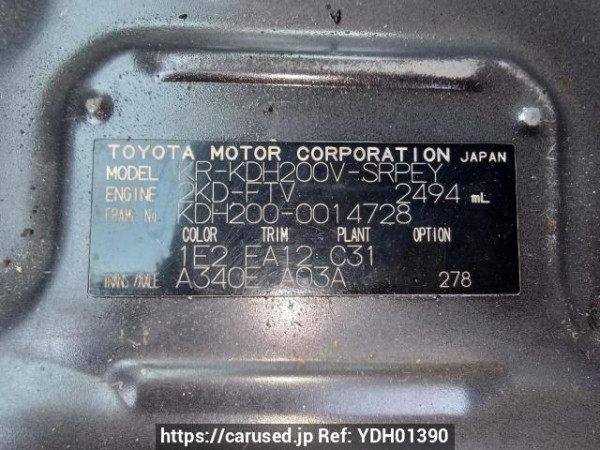 TOYOTA MOTOR CORPORATION JAPAN
MODEL KR-KDH200V-SRPEY
ENGINE 2KD-FTV 2494 mL
FRAME No. KDH200-0014728
COLOR TRIM PLANT OPTION
1E2 FA12 C31
TRANS/AXLE A340E A03A 278
https://carused.jp Ref: YDH01390